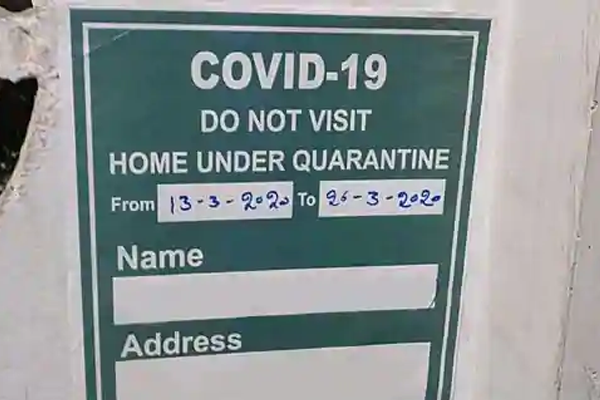 COVID-19
DO NOT VISIT
HOME UNDER QUARANTINE
From 13-3-2020 To 26-3-2020
Name
Address